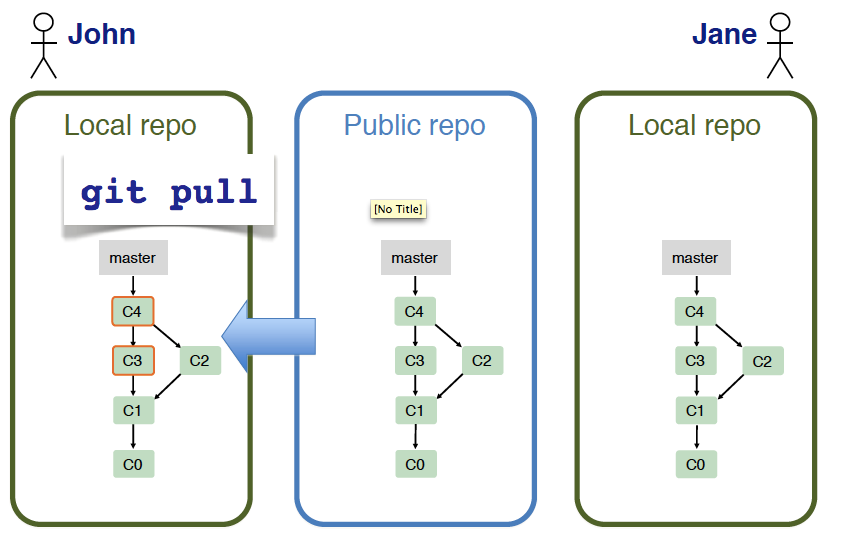 John
Jane
Local repo
git pull
master
C4
C3
C2
C1
C0
Public repo
[No Title]
master
C4
C3
C2
C1
C0
Local repo
master
C4
C3
C2
C1
C0